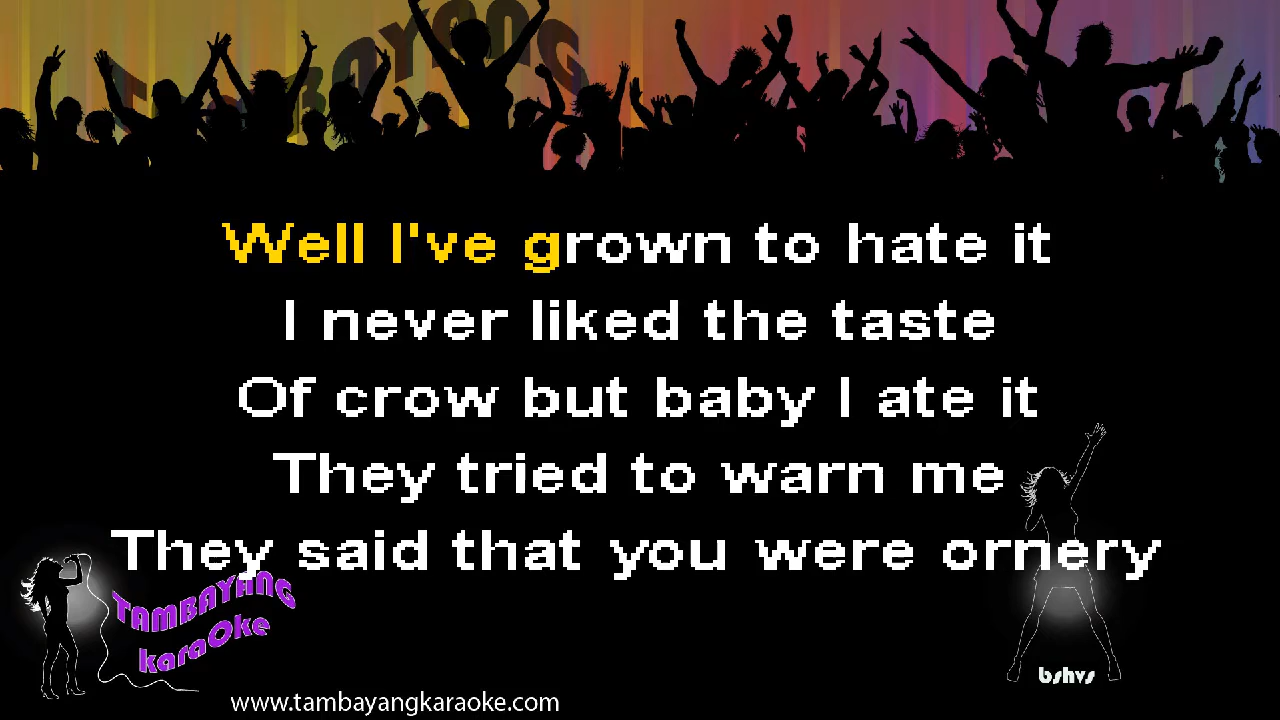 TAMBAYANG
Well I've grown to hate it
I never liked the taste
Of crow but baby I ate it
They tried to warn me
They said that you were ornery
TAMBAYANG
karaOke
bshvs
www.tambayangkaraoke.com